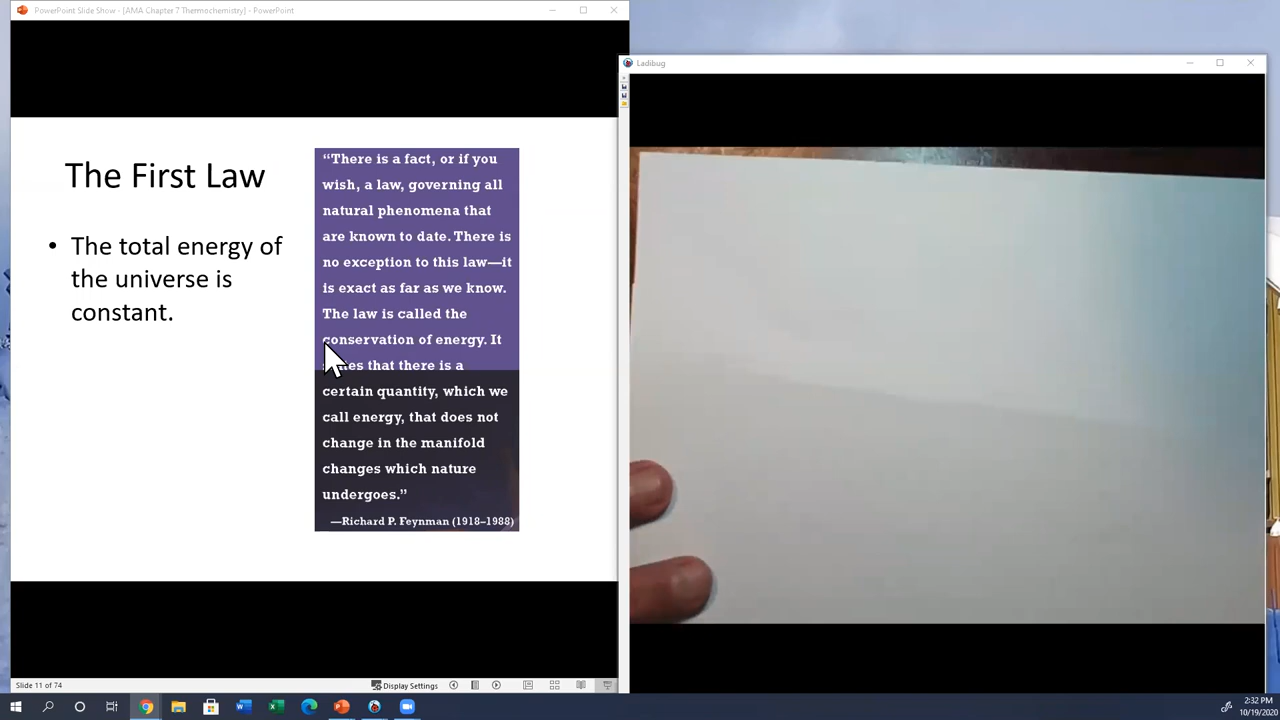 PowerPoint Slide Show - [AMA Chapter 7 Thermochemistry] - PowerPoint
Ladibug
The First Law
• The total energy of
the universe is
constant.
“There is a fact, or if you
wish, a law, governing all
natural phenomena that
are known to date. There is
no exception to this law—it
is exact as far as we know.
The law is called the
conservation of energy. It
that there is a
certain quantity, which we
call energy, that does not
change in the manifold
changes which nature
undergoes.”
—Richard P. Feynman (1918–1988)
Slide 11 of 74
Display Settings
2:32 PM
10/19/2020